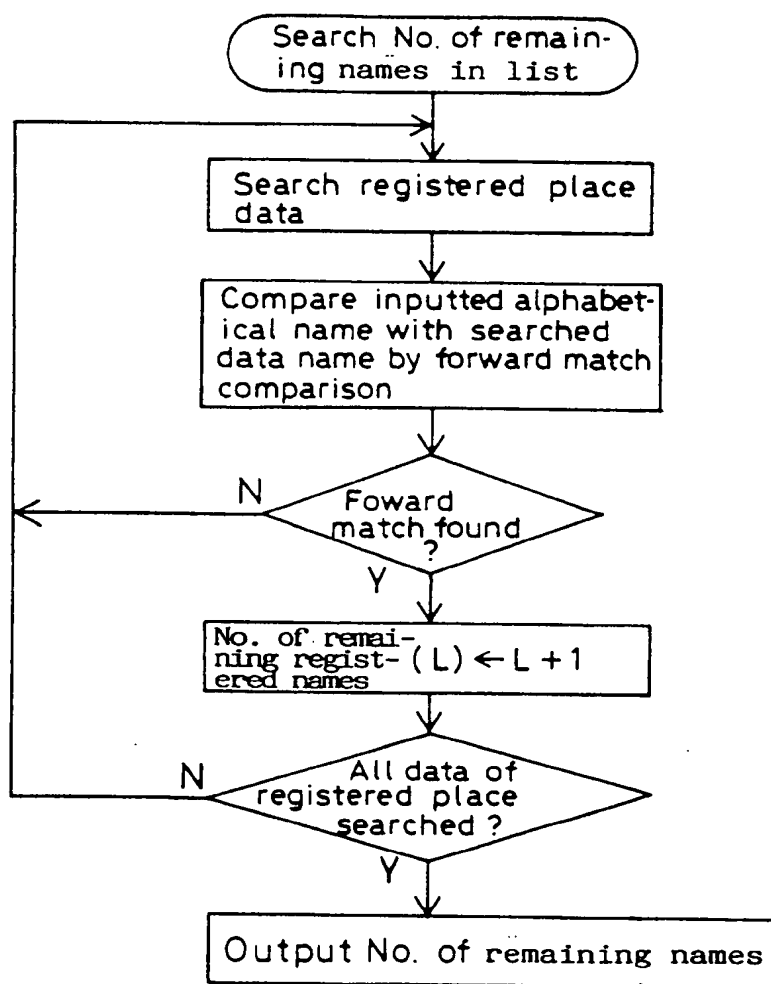 Search No. of remain-
ing names in list
Search registered place
data
Compare inputted alphabet-
ical name with searched
data name by forward match
comparison
N
Foward
match found
?
Y
No. of remai-
ning regist- (L) ← L + 1
ered names
N
All data of
registered place
searched ?
Y
Output No. of remaining names